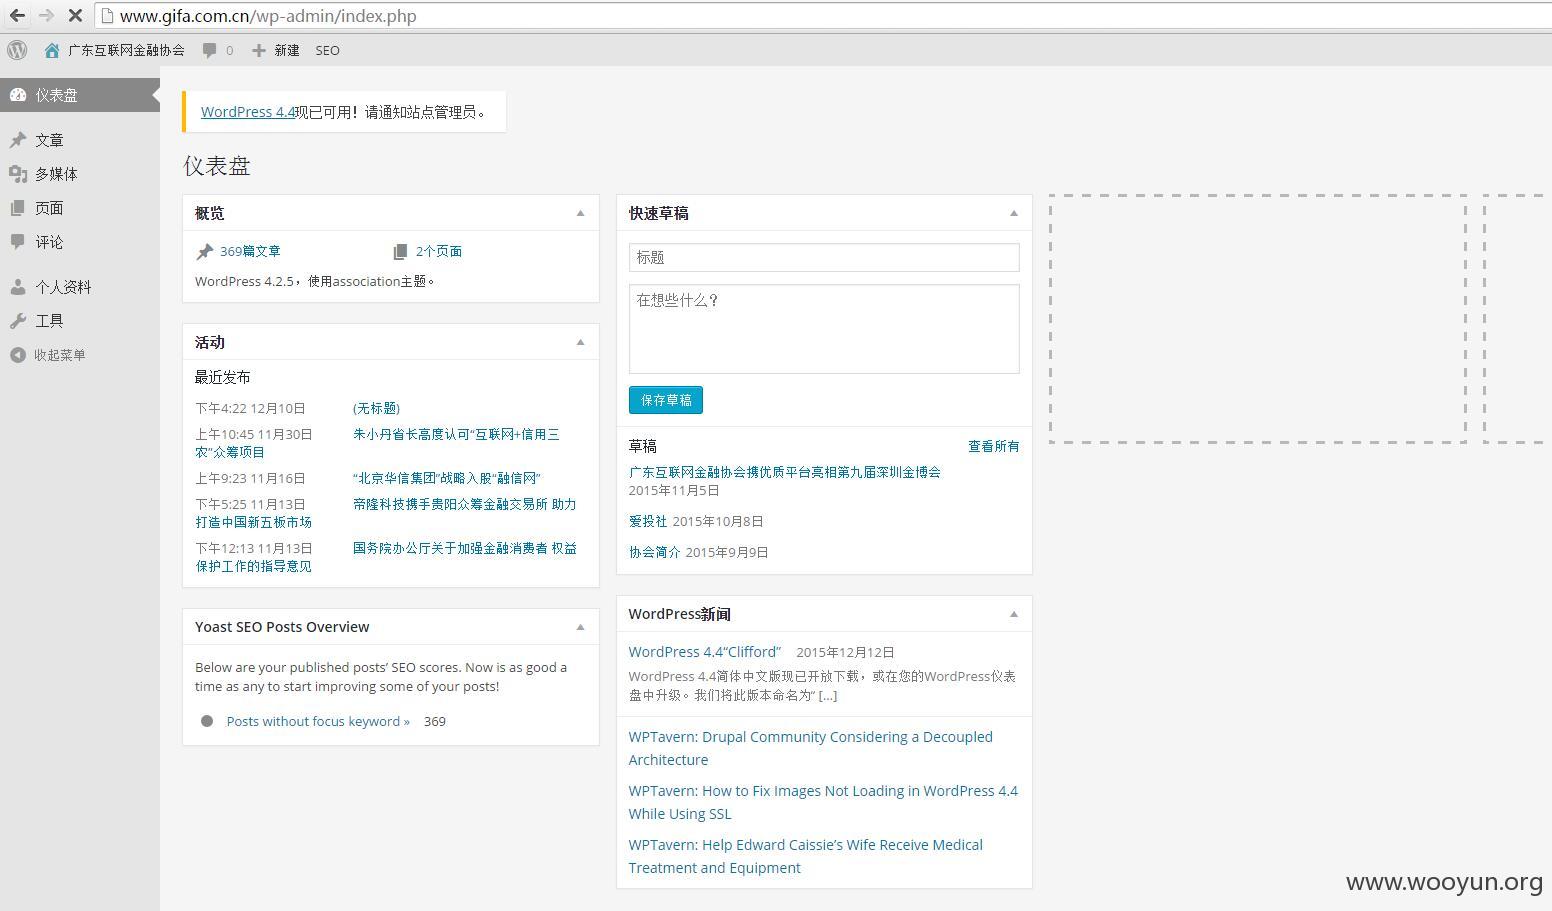 www.gifa.com.cn/wp-admin/index.php
广东互联网金融协会 0 新建 SEO
仪表盘
文章
多媒体
页面
评论
个人资料
工具
收起菜单
WordPress 4.4现已可用！请通知站点管理员。
仪表盘
概览
369篇文章 2个页面
WordPress 4.2.5，使用association主题。
活动
最近发布
下午4:22 12月10日 (无标题)
上午10:45 11月30日 朱小丹省长高度认可“互联网+信用三
农”众筹项目
上午9:23 11月16日 “北京华信集团”战略入股“融信网”
下午5:25 11月13日 帝隆科技携手贵阳众筹金融交易所 助力
打造中国新五板市场
下午12:13 11月13日 国务院办公厅关于加强金融消费者 权益
保护工作的指导意见
Yoast SEO Posts Overview
Below are your published posts’ SEO scores. Now is as good a
time as any to start improving some of your posts!
Posts without focus keyword » 369
快速草稿
标题
在想些什么？
保存草稿
草稿 查看所有
广东互联网金融协会携优质平台亮相第九届深圳金博会
2015年11月5日
爱投社 2015年10月8日
协会简介 2015年9月9日
WordPress新闻
WordPress 4.4“Clifford” 2015年12月12日
WordPress 4.4简体中文版现已开放下载，或在您的WordPress仪表
盘中升级。我们将此版本命名为“ […]
WPTavern: Drupal Community Considering a Decoupled
Architecture
WPTavern: How to Fix Images Not Loading in WordPress 4.4
While Using SSL
WPTavern: Help Edward Caissie’s Wife Receive Medical
Treatment and Equipment
www.wooyun.org